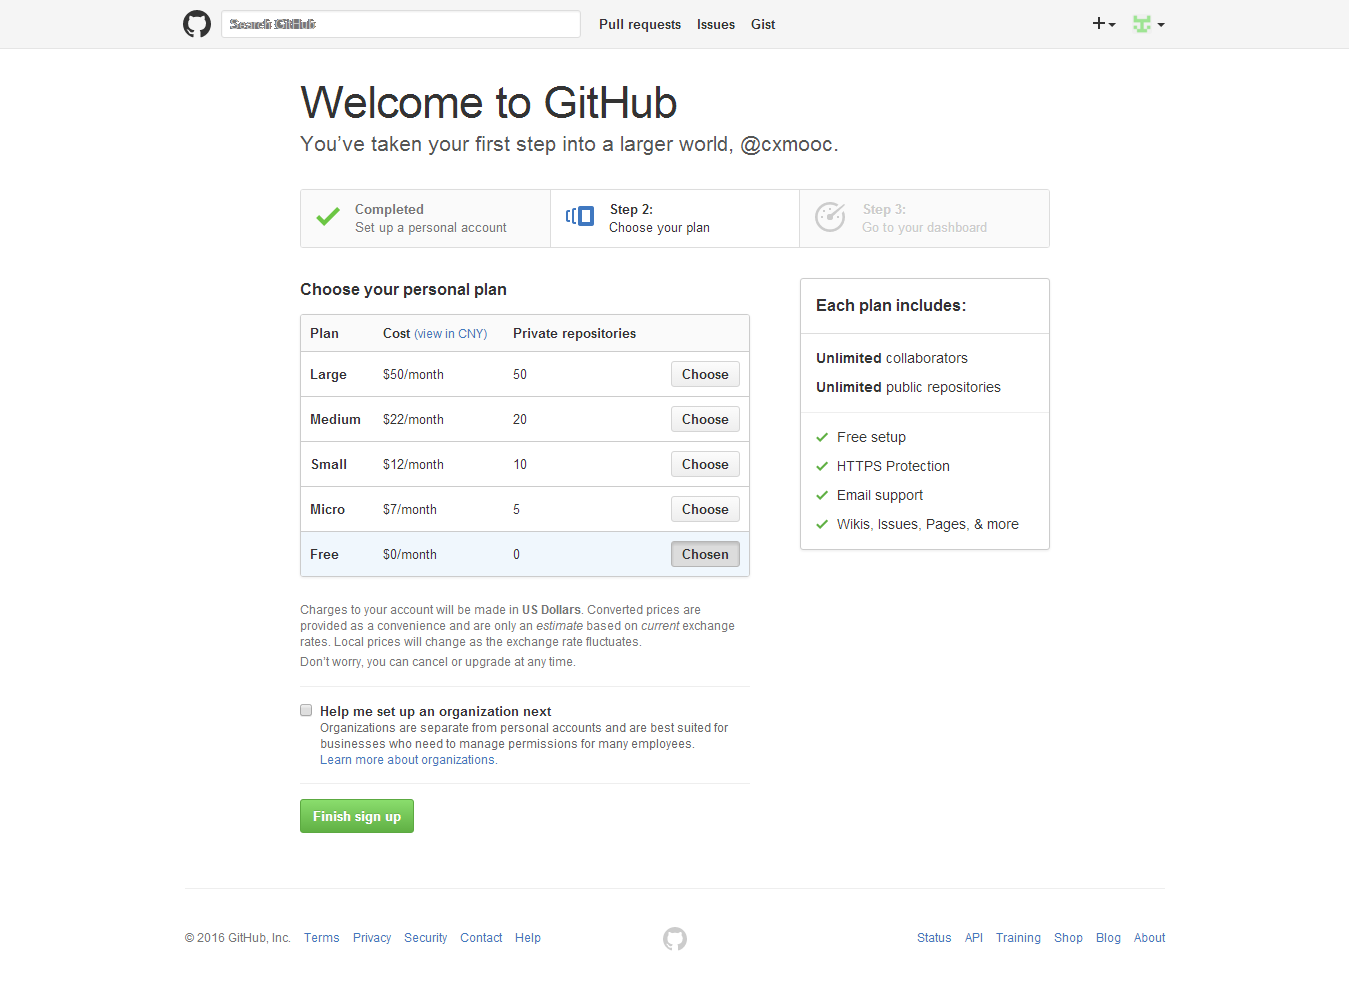 Search GitHub Pull requests Issues Gist
Welcome to GitHub
You’ve taken your first step into a larger world, @cxmooc.
Completed
Set up a personal account
Step 2:
Choose your plan
Step 3:
Go to your dashboard
Choose your personal plan
Plan Cost (view in CNY) Private repositories
Large $50/month 50 Choose
Medium $22/month 20 Choose
Small $12/month 10 Choose
Micro $7/month 5 Choose
Free $0/month 0 Chosen
Each plan includes:
Unlimited collaborators
Unlimited public repositories
Free setup
HTTPS Protection
Email support
Wikis, Issues, Pages, & more
Charges to your account will be made in US Dollars. Converted prices are
provided as a convenience and are only an estimate based on current exchange
rates. Local prices will change as the exchange rate fluctuates.
Don’t worry, you can cancel or upgrade at any time.
Help me set up an organization next
Organizations are separate from personal accounts and are best suited for
businesses who need to manage permissions for many employees.
Learn more about organizations.
Finish sign up
© 2016 GitHub, Inc. Terms Privacy Security Contact Help Status API Training Shop Blog About